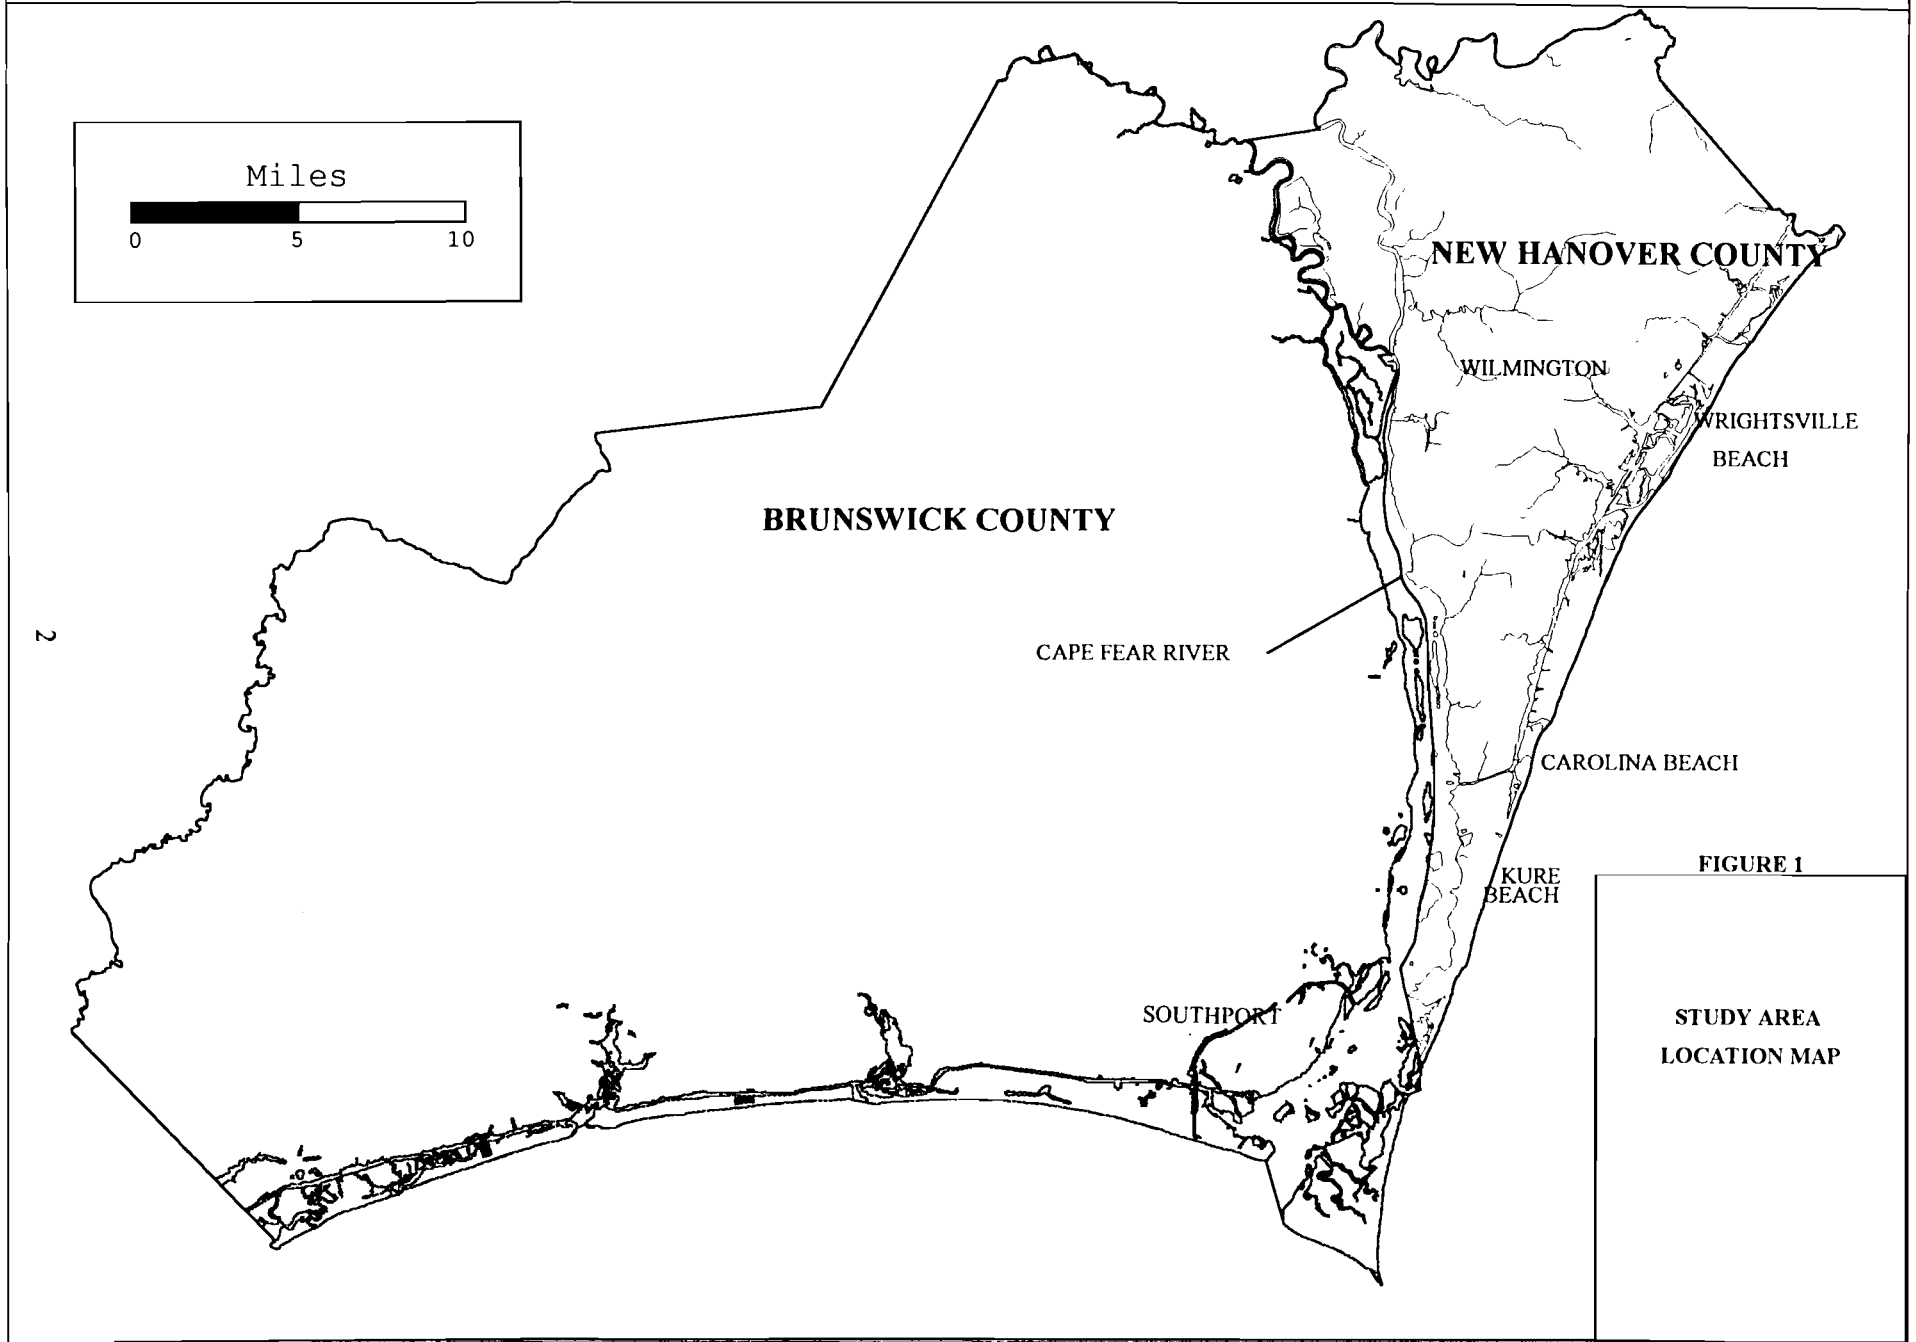 Miles
0 5 10
NEW HANOVER COUNTY
WILMINGTON
WRIGHTSVILLE
BEACH
BRUNSWICK COUNTY
2
CAPE FEAR RIVER
CAROLINA BEACH
FIGURE 1
KURE
BEACH
SOUTHPORT
STUDY AREA
LOCATION MAP